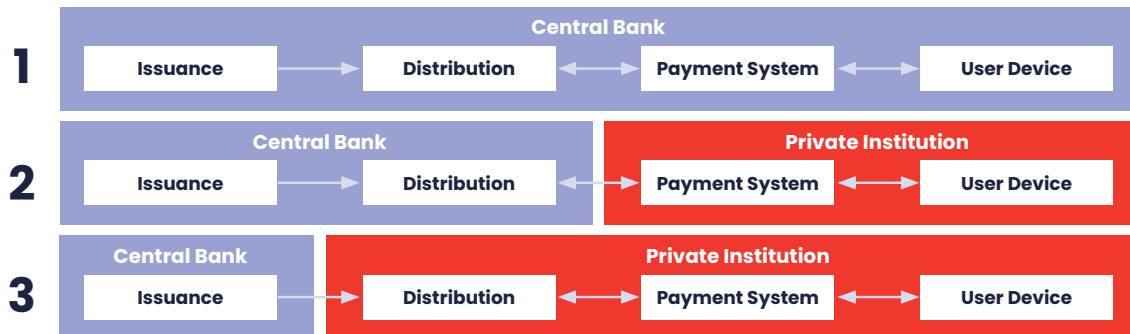 Central Bank
1
Issuance
Distribution
Payment System
User Device
Central Bank
Private Institution
2
Issuance
Distribution
Payment System
User Device
Central Bank
Private Institution
3
Issuance
Distribution
Payment System
User Device